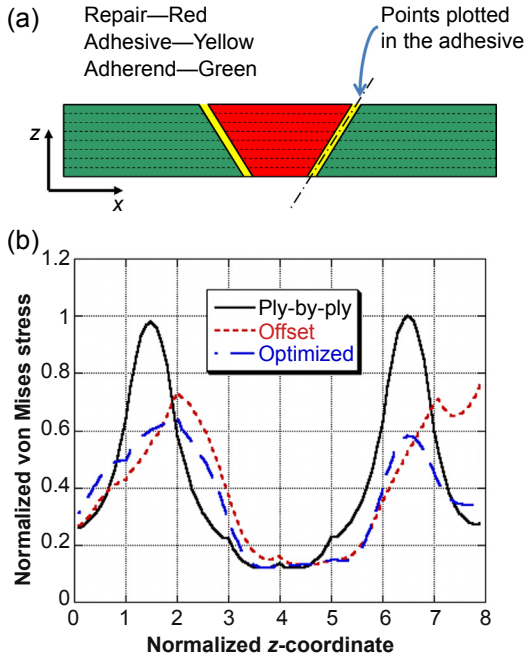 (a)
Repair—Red
Adhesive—Yellow
Adherend—Green
Points plotted
in the adhesive
z
x
(b)
Normalized von Mises stress
1.2
1
0.8
0.6
0.4
0.2
0
Ply-by-ply
Offset
Optimized
0 1 2 3 4 5 6 7 8
Normalized z-coordinate